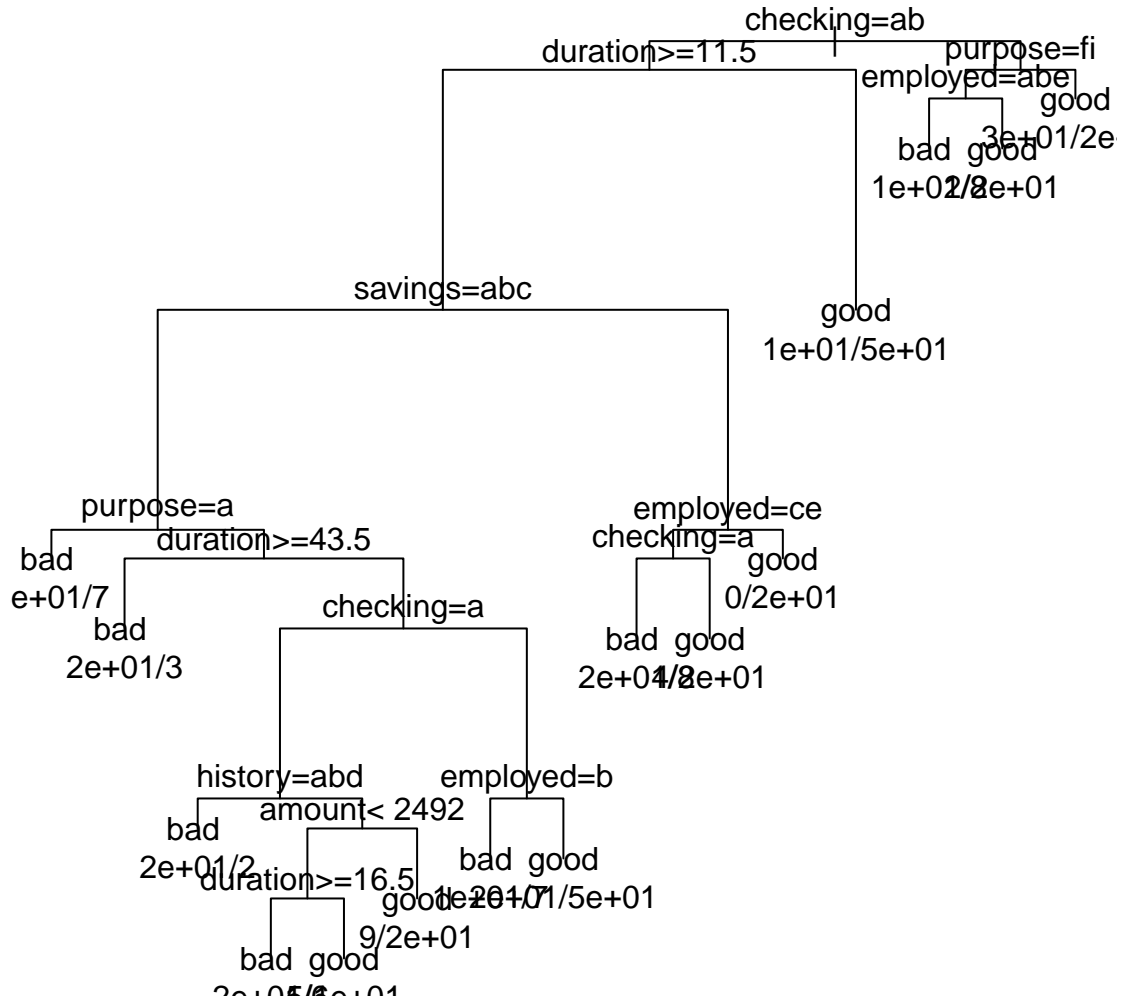 checking=ab
duration>=11.5
purpose=fi
employed=abe
good
3e+01/2e
bad
good
savings=abc
good
1e+01/5e+01
purpose=a
employed=ce
duration>=43.5
checking=a
bad
e+01/7
good
0/2e+01
bad
2e+01/3
checking=a
bad
good
history=abd
employed=b
amount< 2492
bad
2e+01/2
bad
good
duration>=16.5
good
9/2e+01
bad
good